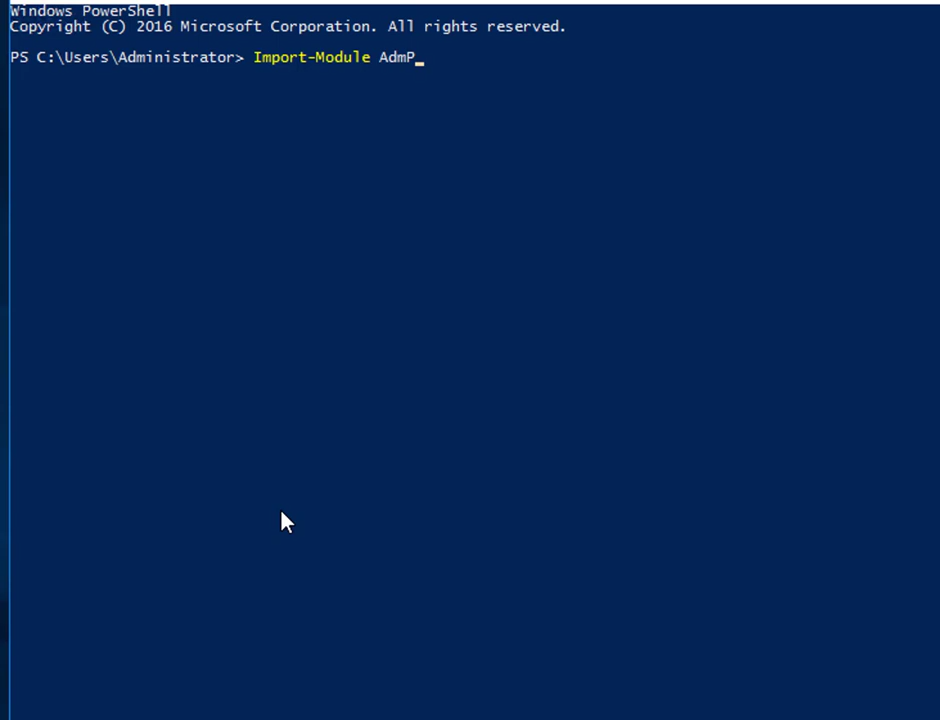 Windows PowerShell
Copyright (C) 2016 Microsoft Corporation. All rights reserved.
PS C:\Users\Administrator> Import-Module AdmP